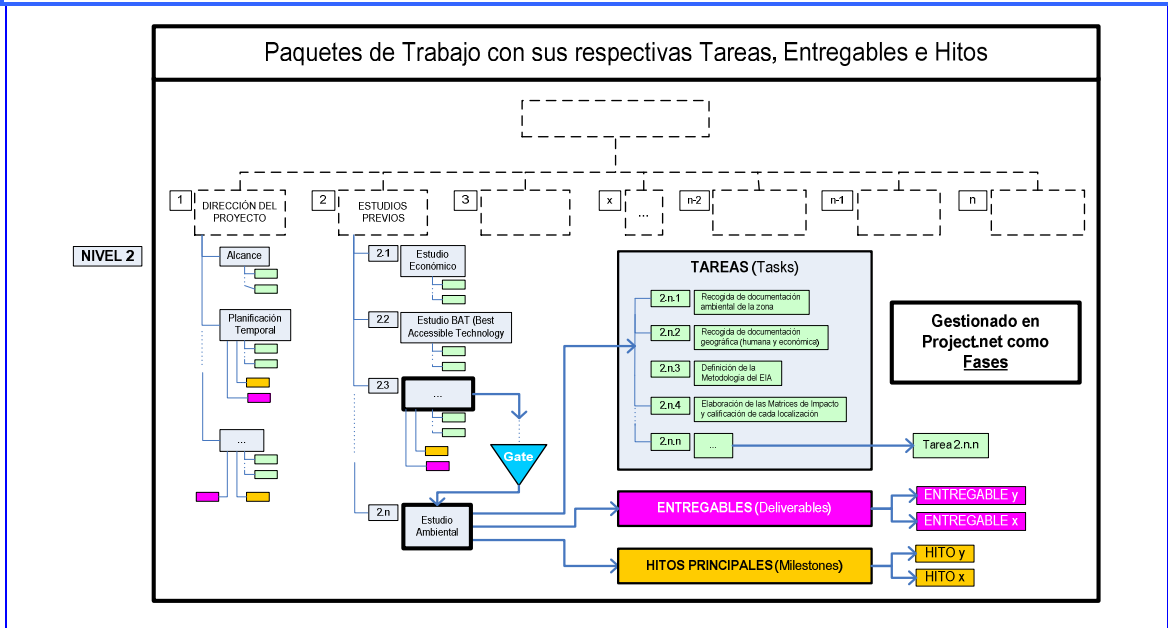 Paquetes de Trabajo con sus respectivas Tareas, Entregables e Hitos
1
DIRECCIÓN DEL
PROYECTO
2
ESTUDIOS
PREVIOS
3
x
...
n-2
n-1
n
NIVEL 2
Alcance
Planificación
Temporal
...
2.1
Estudio
Económico
2.2
Estudio BAT (Best
Accessible Technology
2.3
...
Gate
2.n
Estudio
Ambiental
TAREAS (Tasks)
2.n.1
Recogida de documentación
ambiental de la zona
2.n.2
Recogida de documentación
geográfica (humana y económica)
2.n.3
Definición de la
Metodología del EIA
2.n.4
Elaboración de las Matrices de Impacto
y calificación de cada localización
2.n.n
...
Tarea 2.n.n
Gestionado en
Project.net como
Fases
ENTREGABLES (Deliverables)
ENTREGABLE y
ENTREGABLE x
HITOS PRINCIPALES (Milestones)
HITO y
HITO x